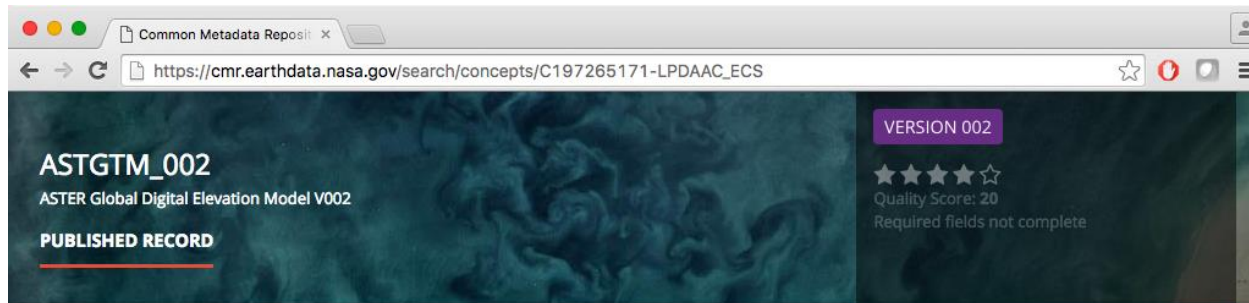 Common Metadata Reposit
https://cmr.earthdata.nasa.gov/search/concepts/C197265171-LPDAAC_ECS
ASTGTM_002
ASTER Global Digital Elevation Model V002
PUBLISHED RECORD
VERSION 002
Quality Score: 20
Required fields not complete